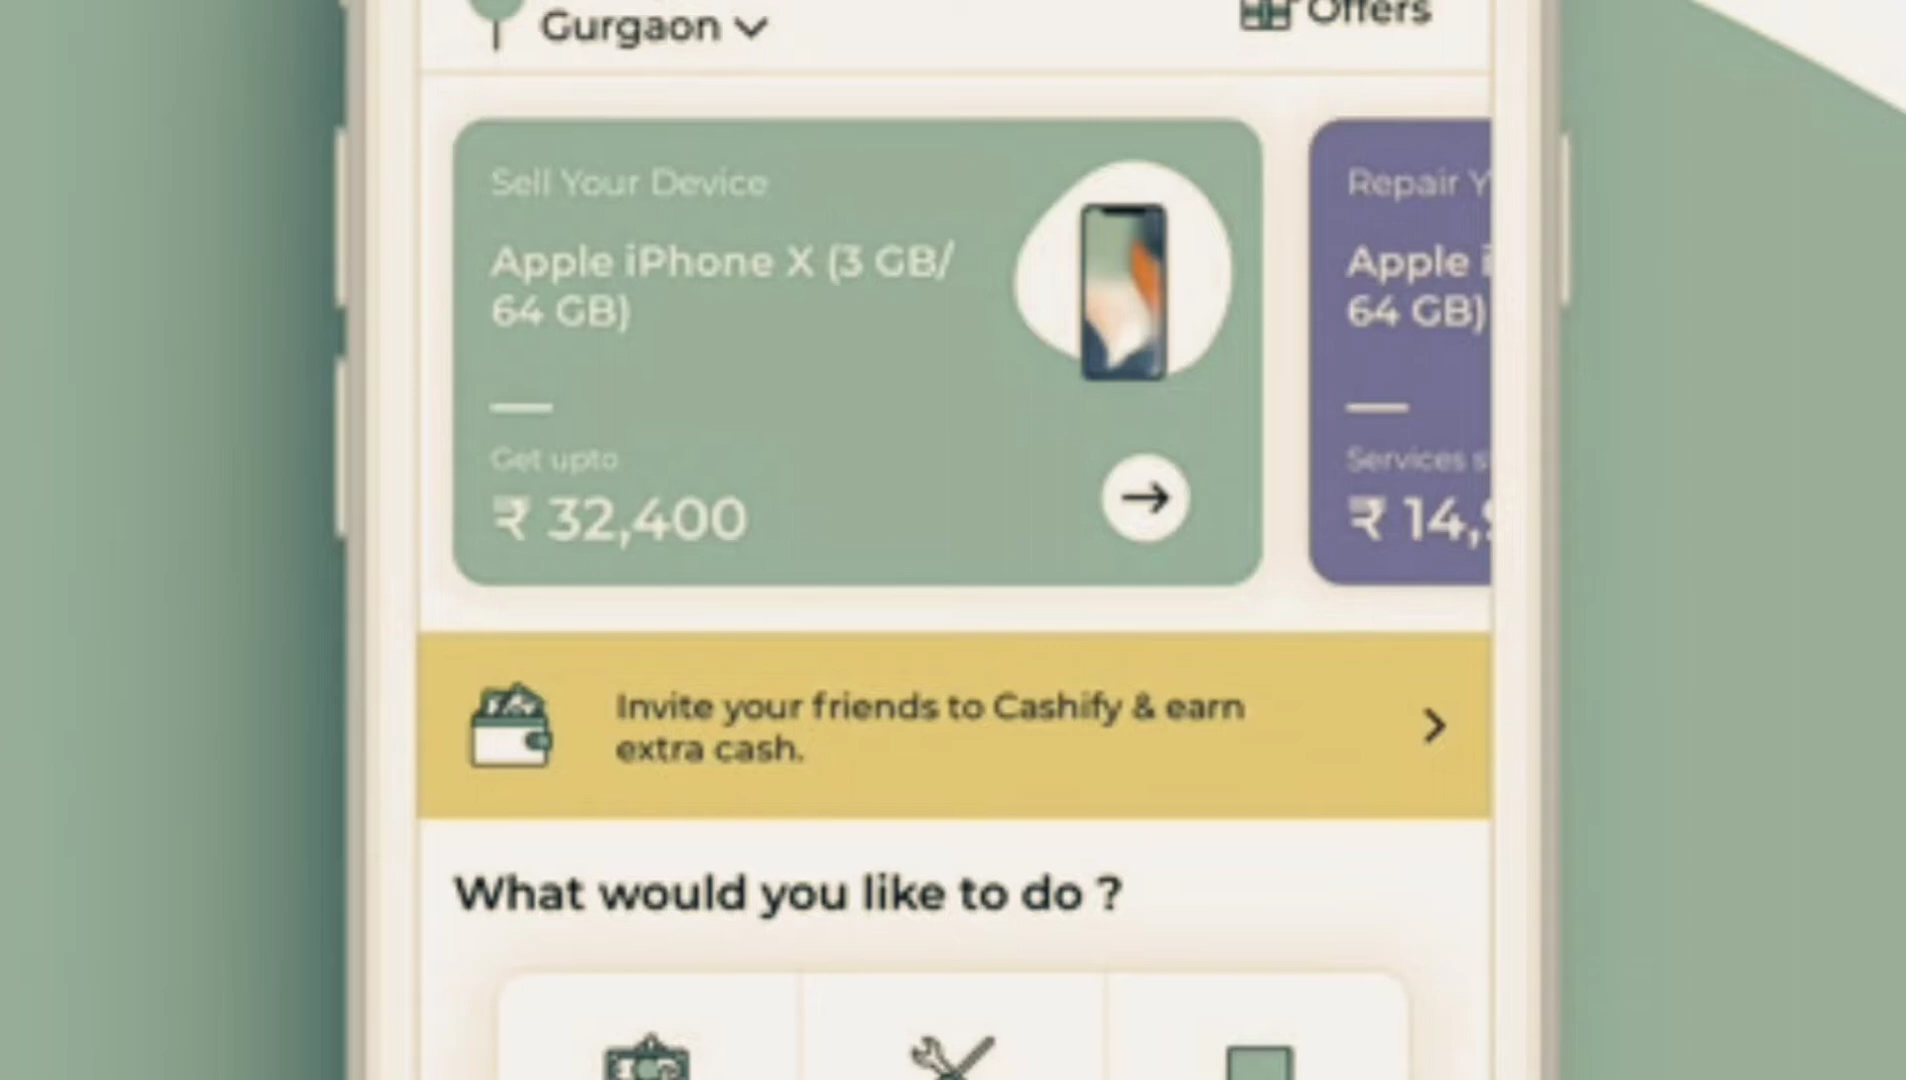 Gurgaon
Offers
Sell Your Device
Apple iPhone X (3 GB/
64 GB)
Get upto
₹ 32,400
Repair
Apple
64 GB)
Services
₹ 14,
Invite your friends to Cashify & earn
extra cash.
What would you like to do ?